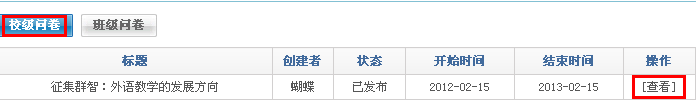 校级问卷 班级问卷
标题 创建者 状态 开始时间 结束时间 操作
征集群智：外语教学的发展方向 蝴蝶 已发布 2012-02-15 2013-02-15 [查看]